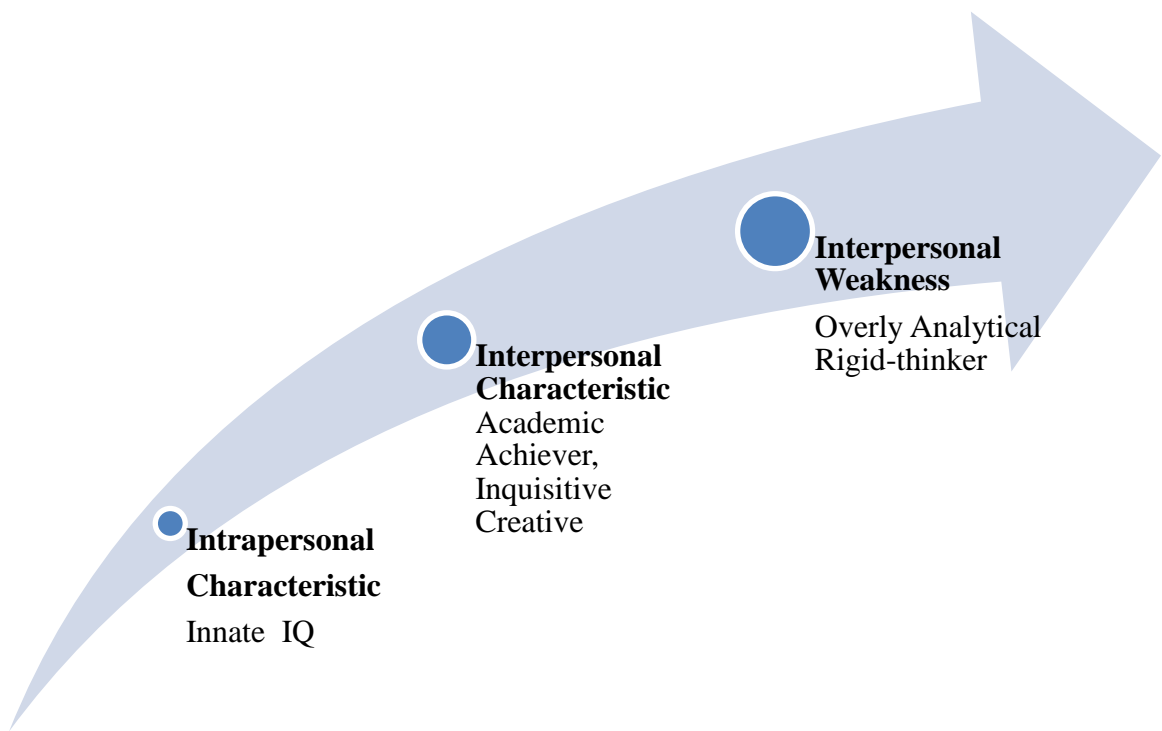 Interpersonal
Weakness
Overly Analytical
Rigid-thinker
Interpersonal
Characteristic
Academic
Achiever,
Inquisitive
Creative
Intrapersonal
Characteristic
Innate IQ